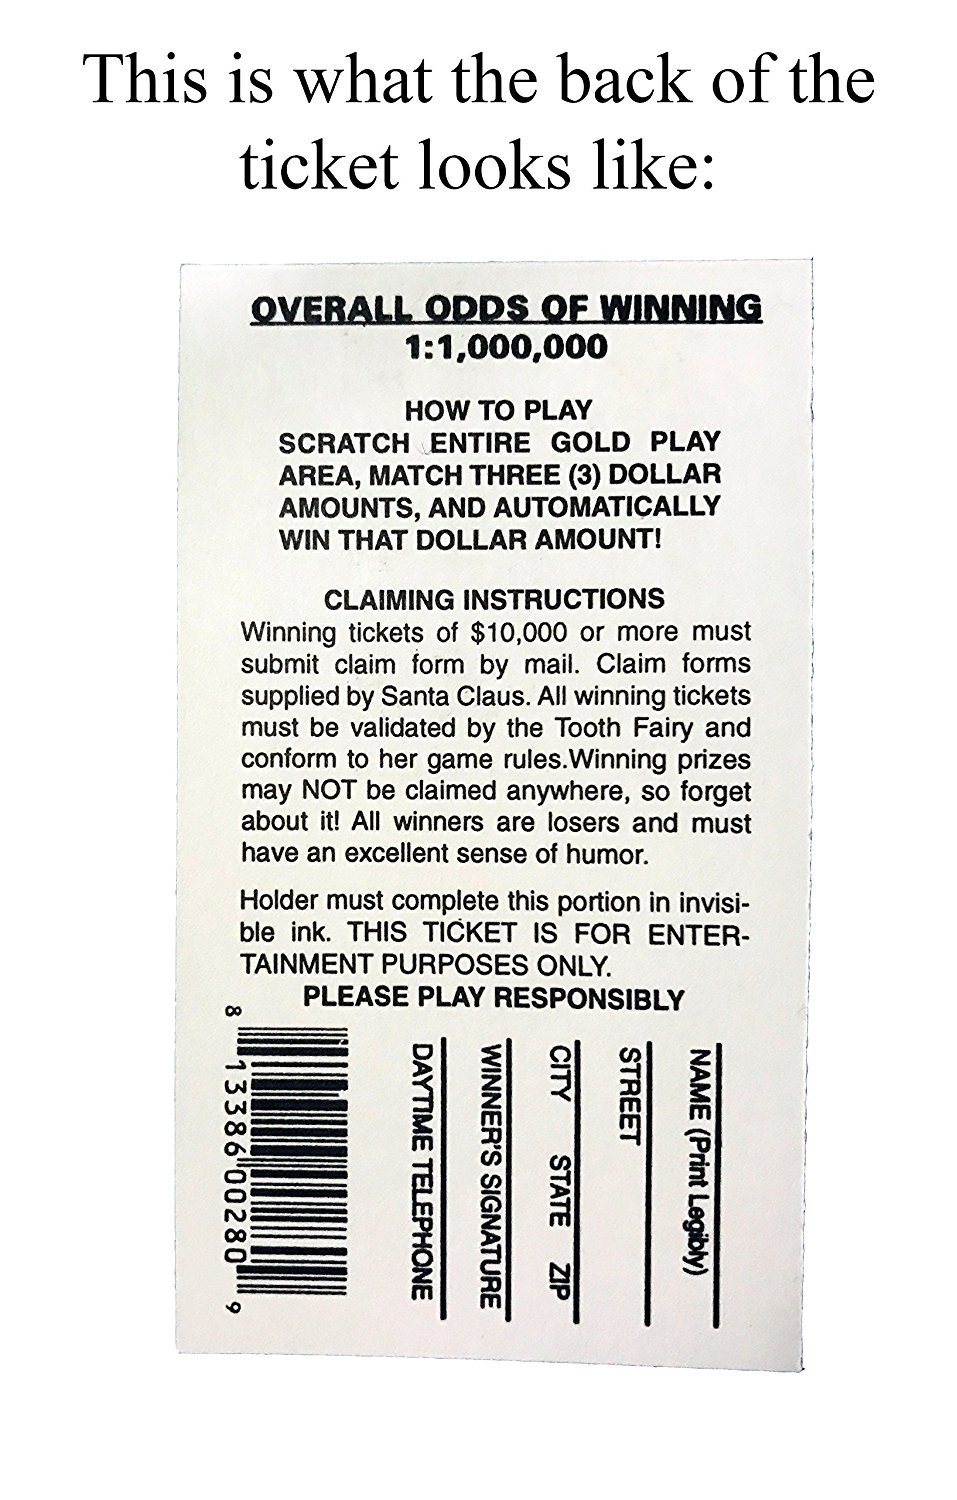 This is what the back of the
ticket looks like:
OVERALL ODDS OF WINNING
1:1,000,000
HOW TO PLAY
SCRATCH ENTIRE GOLD PLAY
AREA, MATCH THREE (3) DOLLAR
AMOUNTS, AND AUTOMATICALLY
WIN THAT DOLLAR AMOUNT!
CLAIMING INSTRUCTIONS
Winning tickets of $10,000 or more must
submit claim form by mail. Claim forms
supplied by Santa Claus. All winning tickets
must be validated by the Tooth Fairy and
conform to her game rules.Winning prizes
may NOT be claimed anywhere, so forget
about it! All winners are losers and must
have an excellent sense of humor.
Holder must complete this portion in invisi-
ble ink. THIS TICKET IS FOR ENTER-
TAINMENT PURPOSES ONLY.
PLEASE PLAY RESPONSIBLY
NAME (Print Legibly)
STREET
CITY STATE ZIP
WINNER'S SIGNATURE
DAYTIME TELEPHONE
8 13386 00280 9